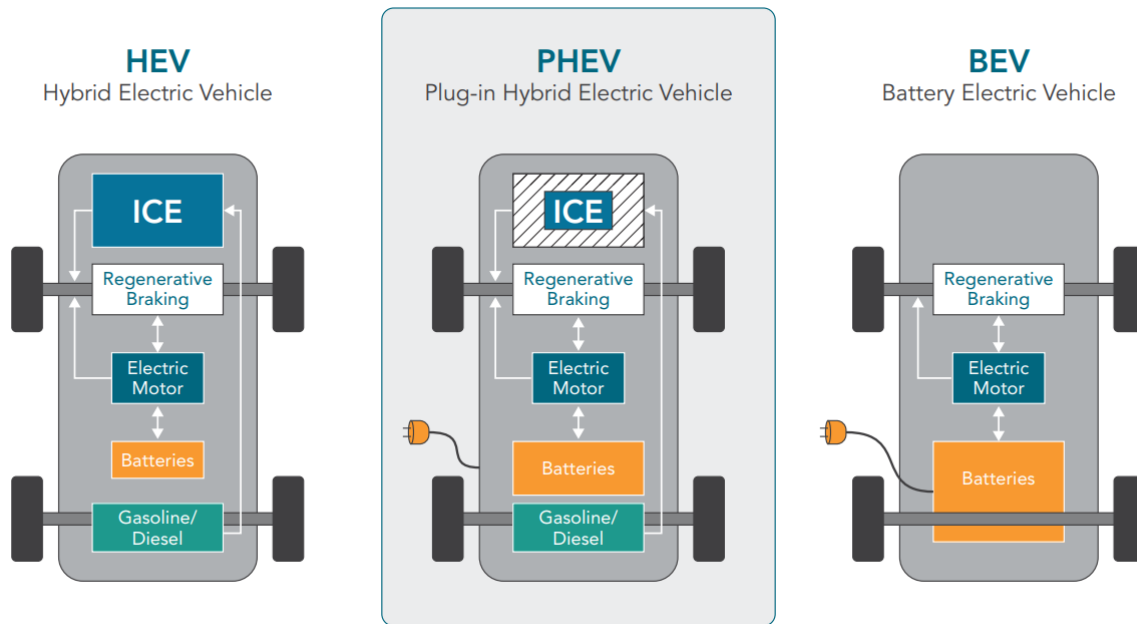 HEV
Hybrid Electric Vehicle
ICE
Regenerative
Braking
Electric
Motor
Batteries
Gasoline/
Diesel
PHEV
Plug-in Hybrid Electric Vehicle
ICE
Regenerative
Braking
Electric
Motor
Batteries
Gasoline/
Diesel
BEV
Battery Electric Vehicle
Regenerative
Braking
Electric
Motor
Batteries